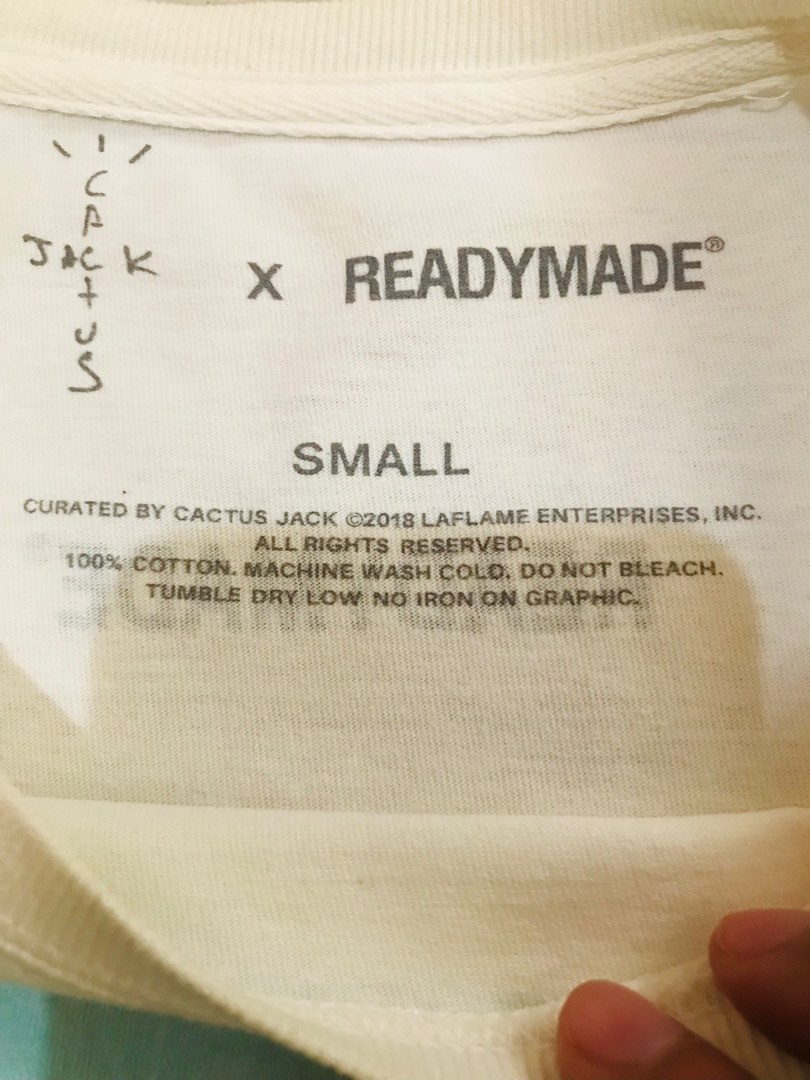 CACTUS
JACK
X READYMADE®
SMALL
CURATED BY CACTUS JACK ©2018 LAFLAME ENTERPRISES, INC.
ALL RIGHTS RESERVED.
100% COTTON. MACHINE WASH COLD. DO NOT BLEACH.
TUMBLE DRY LOW NO IRON ON GRAPHIC.